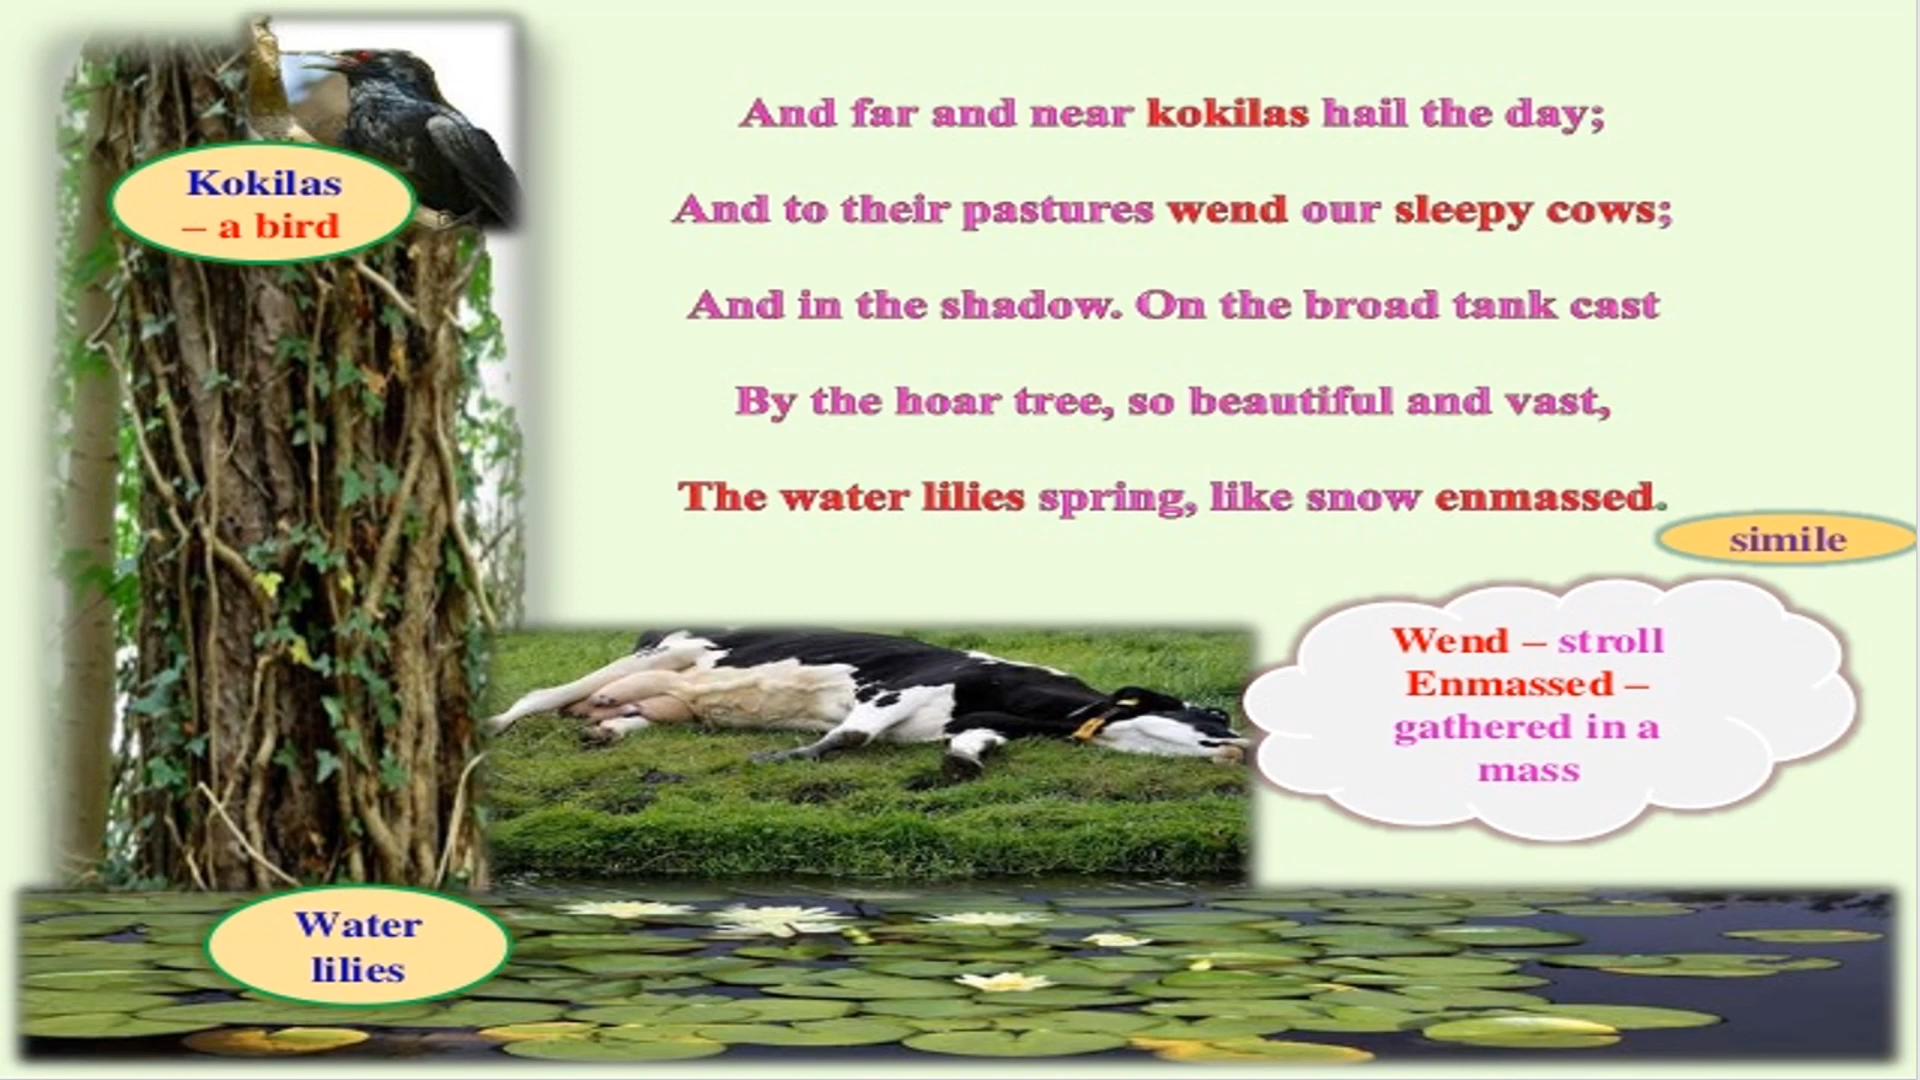 Kokilas
– a bird
And far and near kokilas hail the day;
And to their pastures wend our sleepy cows;
And in the shadow. On the broad tank cast
By the hoar tree, so beautiful and vast,
The water lilies spring, like snow enmassed.
simile
Wend – stroll
Enmassed –
gathered in a
mass
Water
lilies